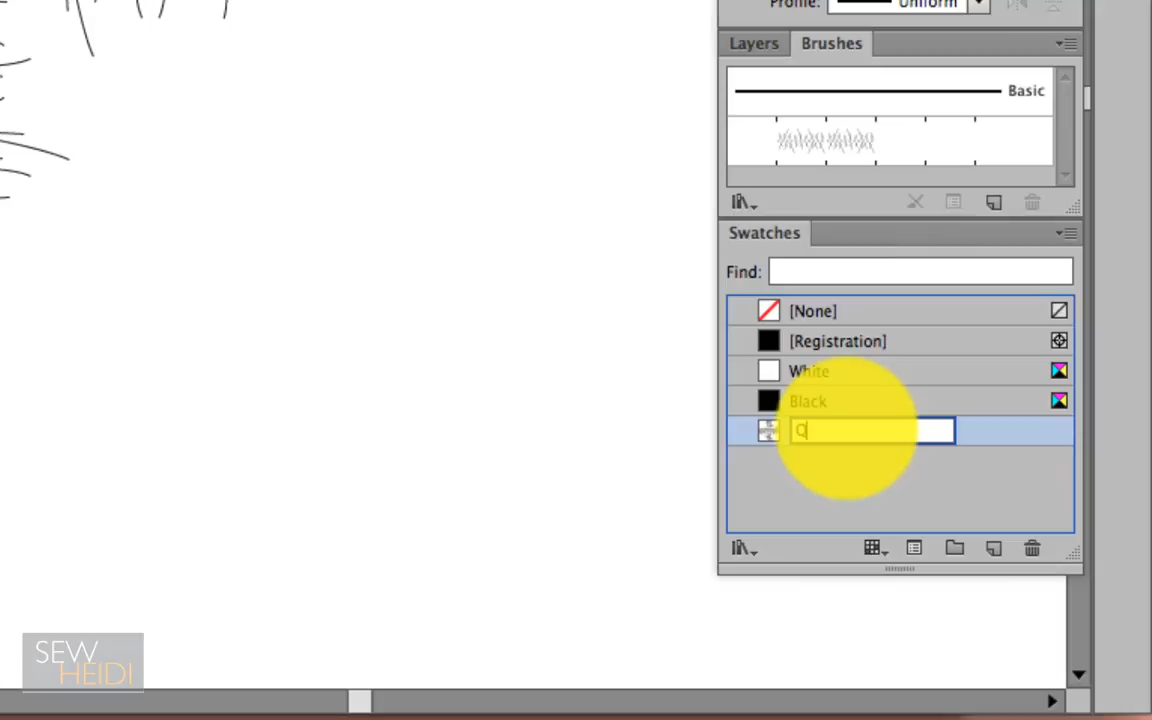 Profile: Uniform
Layers Brushes
Basic
Swatches
Find:
[None]
[Registration]
White
Black
Q
SEW
HEIDI